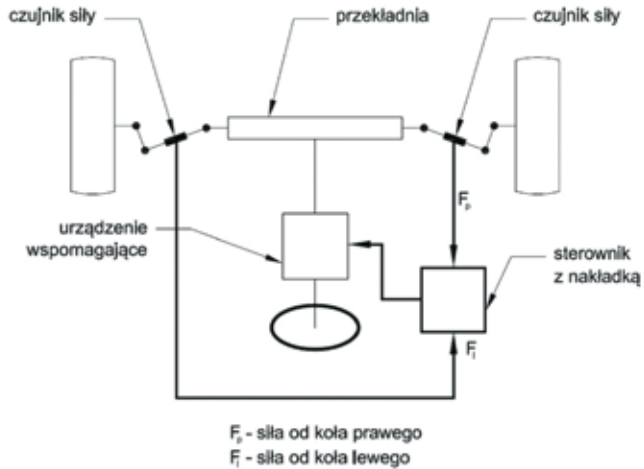 czujnik siły
przekładnia
czujnik siły
Fp
urządzenie
wspomagające
sterownik
z nakładką
Fl
Fp - siła od koła prawego
Fl - siła od koła lewego